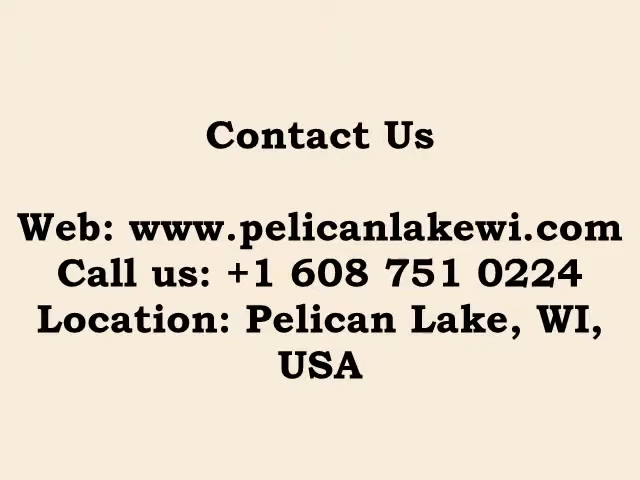 Contact Us
Web: www.pelicanlakewi.com
Call us: +1 608 751 0224
Location: Pelican Lake, WI,
USA